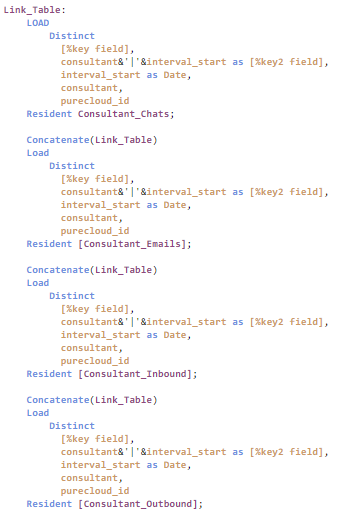 Link_Table:
LOAD
Distinct
[%key field],
consultant&'|'&interval_start as [%key2 field],
interval_start as Date,
consultant,
purecloud_id
Resident Consultant_Chats;
Concatenate(Link_Table)
Load
Distinct
[%key field],
consultant&'|'&interval_start as [%key2 field],
interval_start as Date,
consultant,
purecloud_id
Resident [Consultant_Emails];
Concatenate(Link_Table)
Load
Distinct
[%key field],
consultant&'|'&interval_start as [%key2 field],
interval_start as Date,
consultant,
purecloud_id
Resident [Consultant_Inbound];
Concatenate(Link_Table)
Load
Distinct
[%key field],
consultant&'|'&interval_start as [%key2 field],
interval_start as Date,
consultant,
purecloud_id
Resident [Consultant_Outbound];